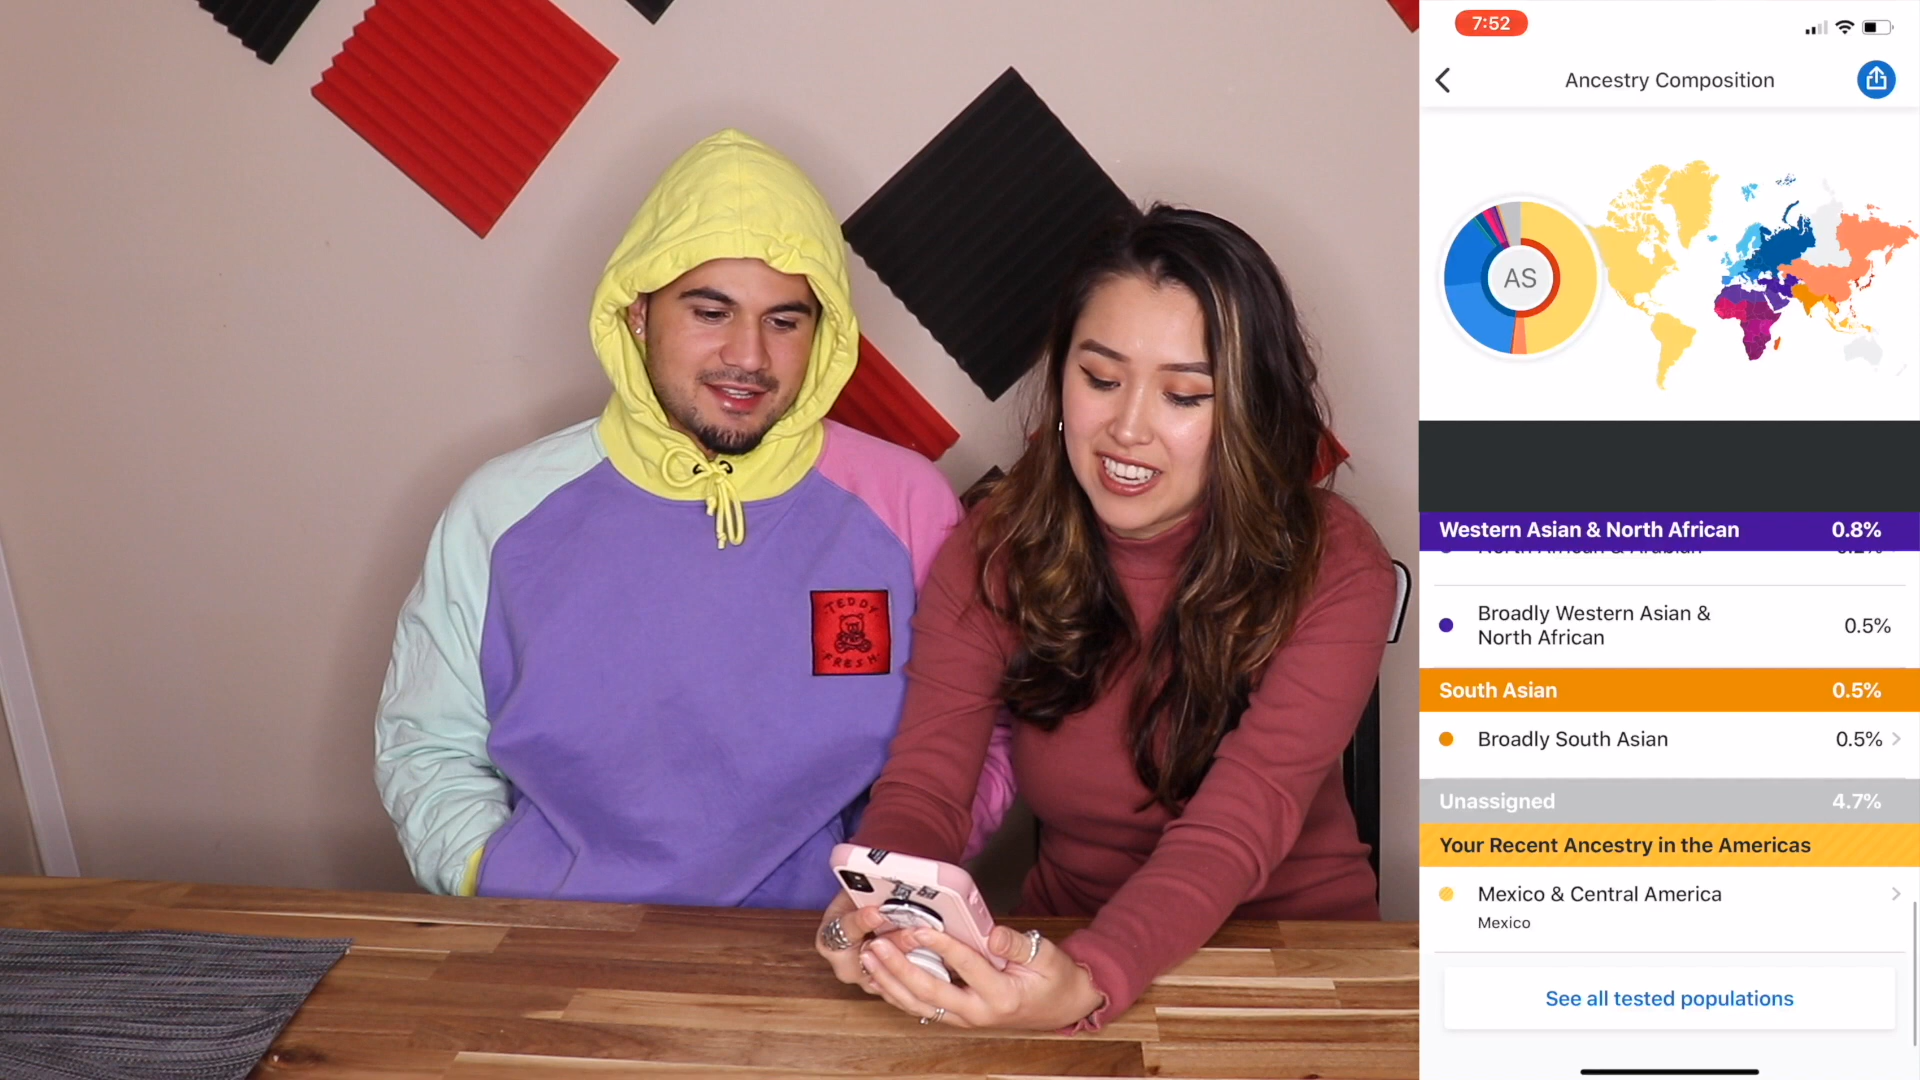 7:52
Ancestry Composition
AS
Western Asian & North African 0.8%
Broadly Western Asian &
North African
0.5%
South Asian 0.5%
Broadly South Asian 0.5%
Unassigned 4.7%
Your Recent Ancestry in the Americas
Mexico & Central America
Mexico
See all tested populations
TEDDY
FRESH